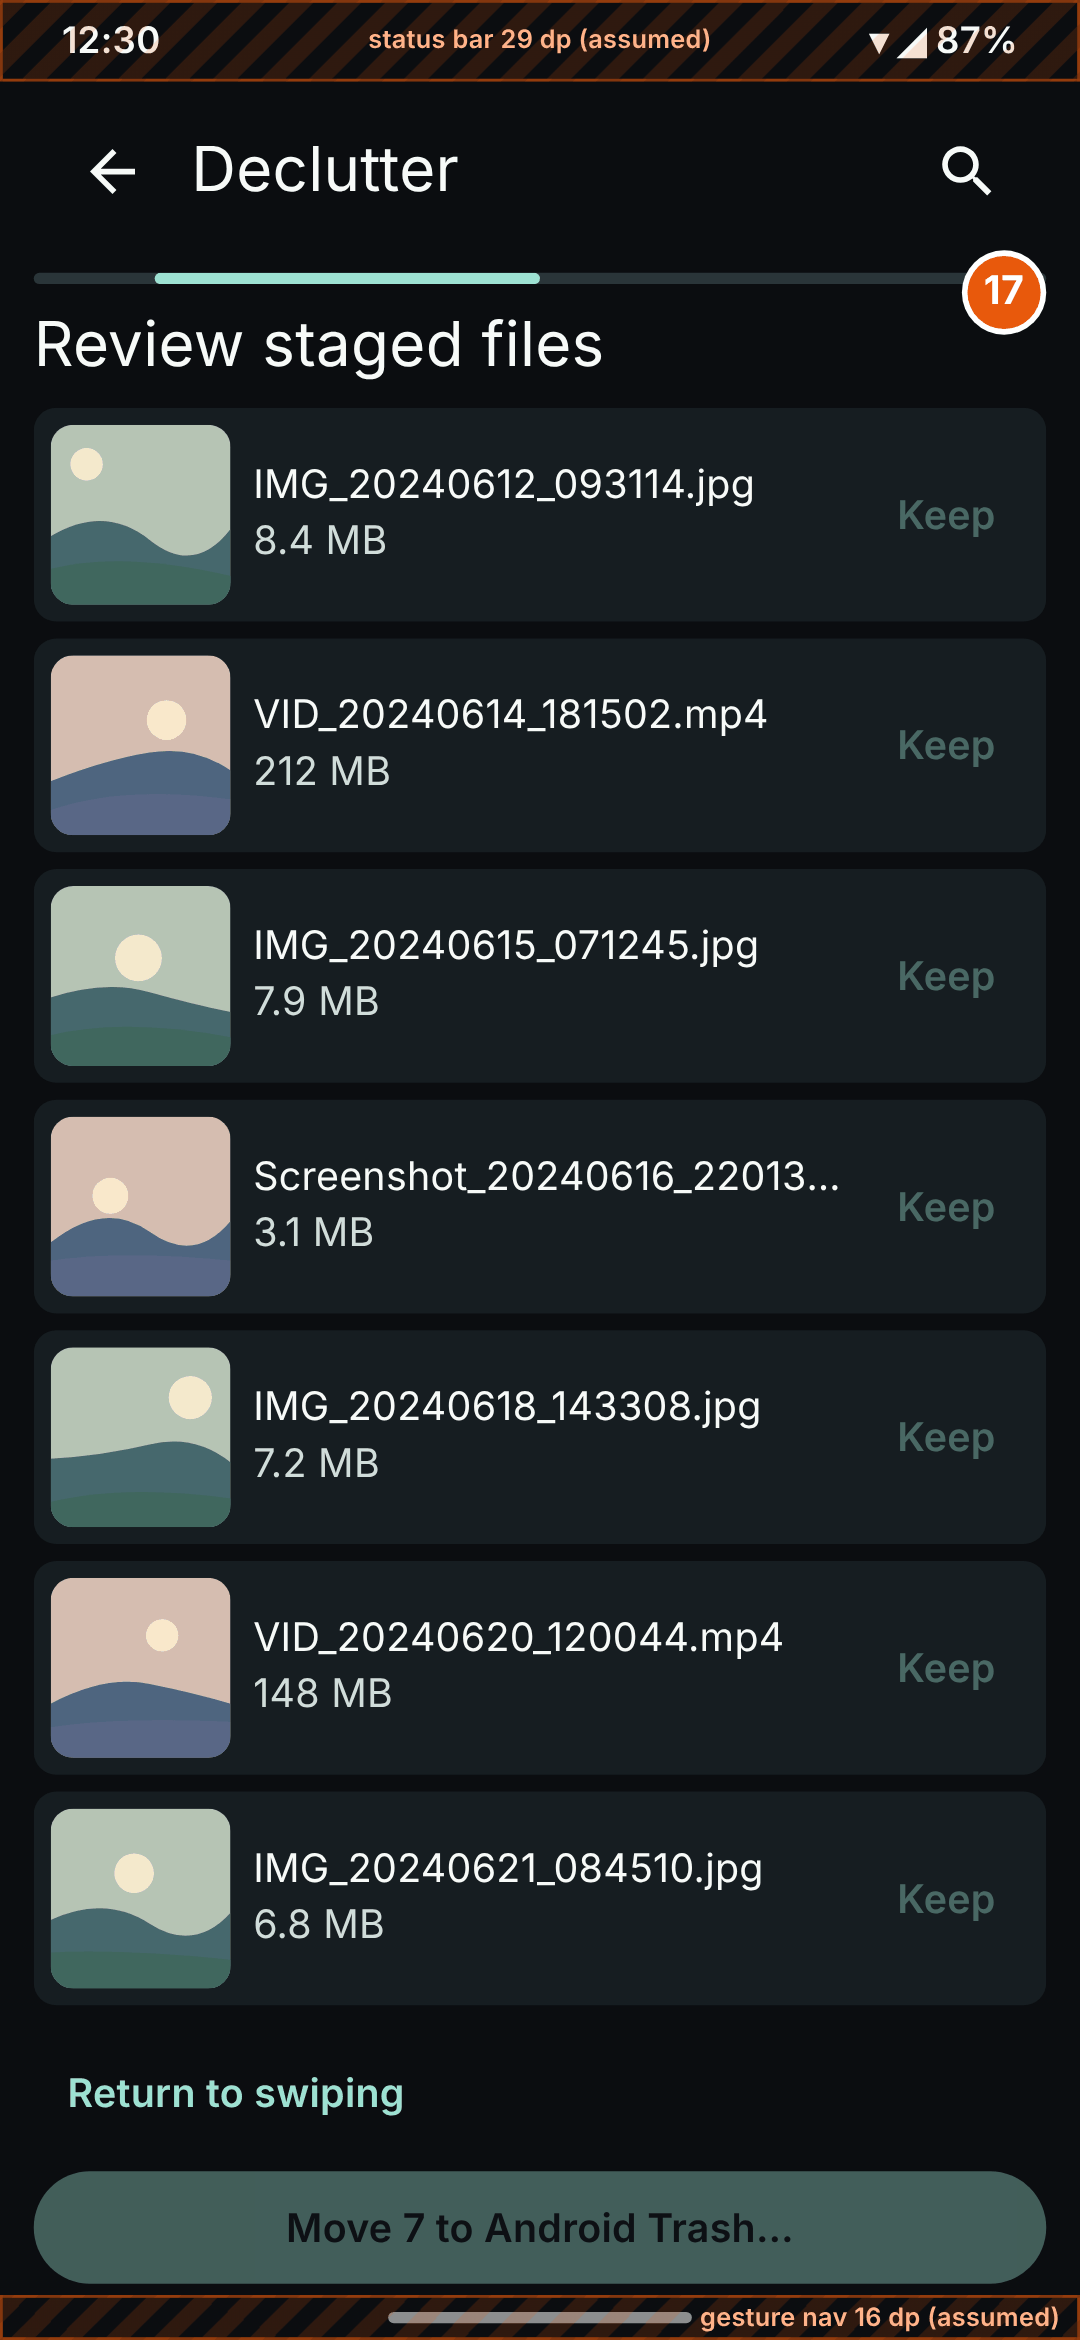 12:30 status bar 29 dp (assumed) 87%
Declutter
17
Review staged files
IMG_20240612_093114.jpg
8.4 MB
Keep
VID_20240614_181502.mp4
212 MB
Keep
IMG_20240615_071245.jpg
7.9 MB
Keep
Screenshot_20240616_22013...
3.1 MB
Keep
IMG_20240618_143308.jpg
7.2 MB
Keep
VID_20240620_120044.mp4
148 MB
Keep
IMG_20240621_084510.jpg
6.8 MB
Keep
Return to swiping
Move 7 to Android Trash...
gesture nav 16 dp (assumed)